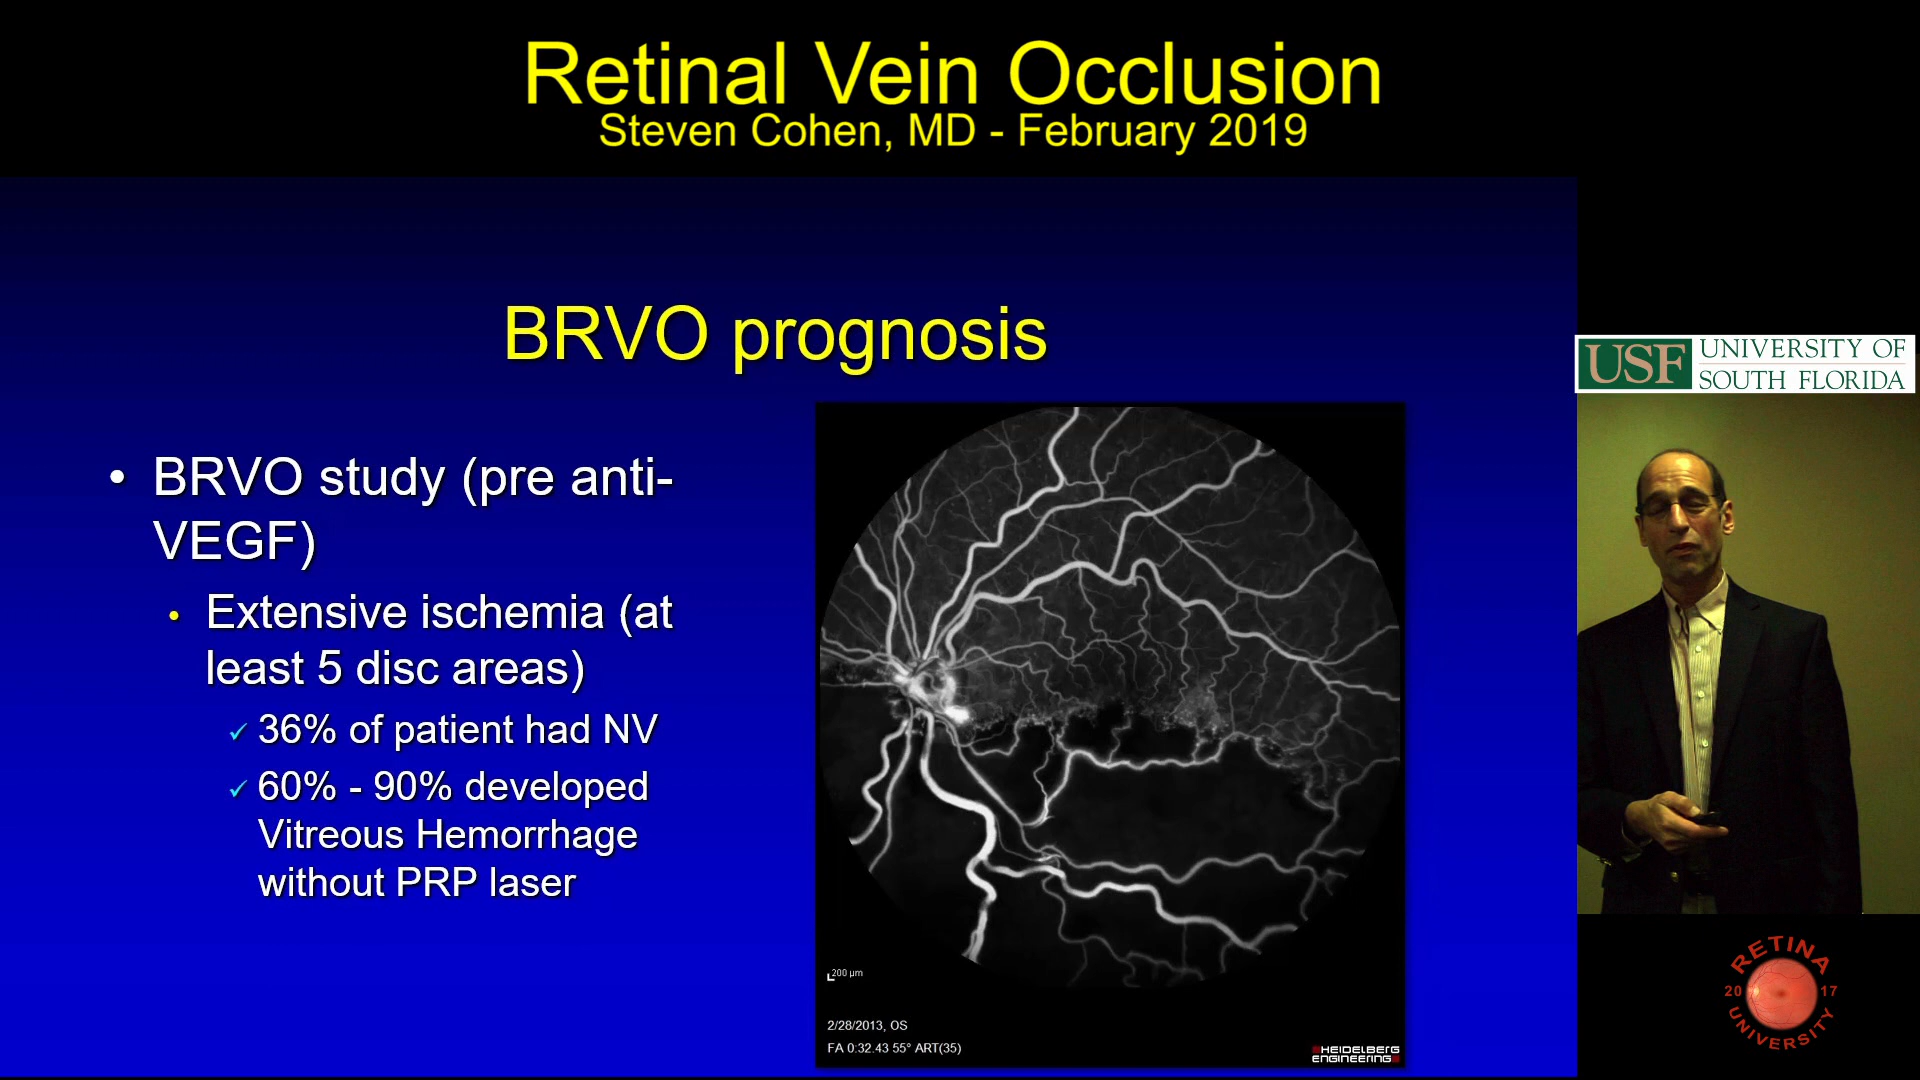 Retinal Vein Occlusion
Steven Cohen, MD - February 2019
BRVO prognosis
• BRVO study (pre anti-
VEGF)
• Extensive ischemia (at
least 5 disc areas)
✓ 36% of patient had NV
✓ 60% - 90% developed
Vitreous Hemorrhage
without PRP laser
200 µm
2/28/2013, OS
FA 0:32.43 55° ART(35)
HEIDELBERG
ENGINEERING
USF UNIVERSITY OF
SOUTH FLORIDA
RETINA
20 17
UNIVERSITY